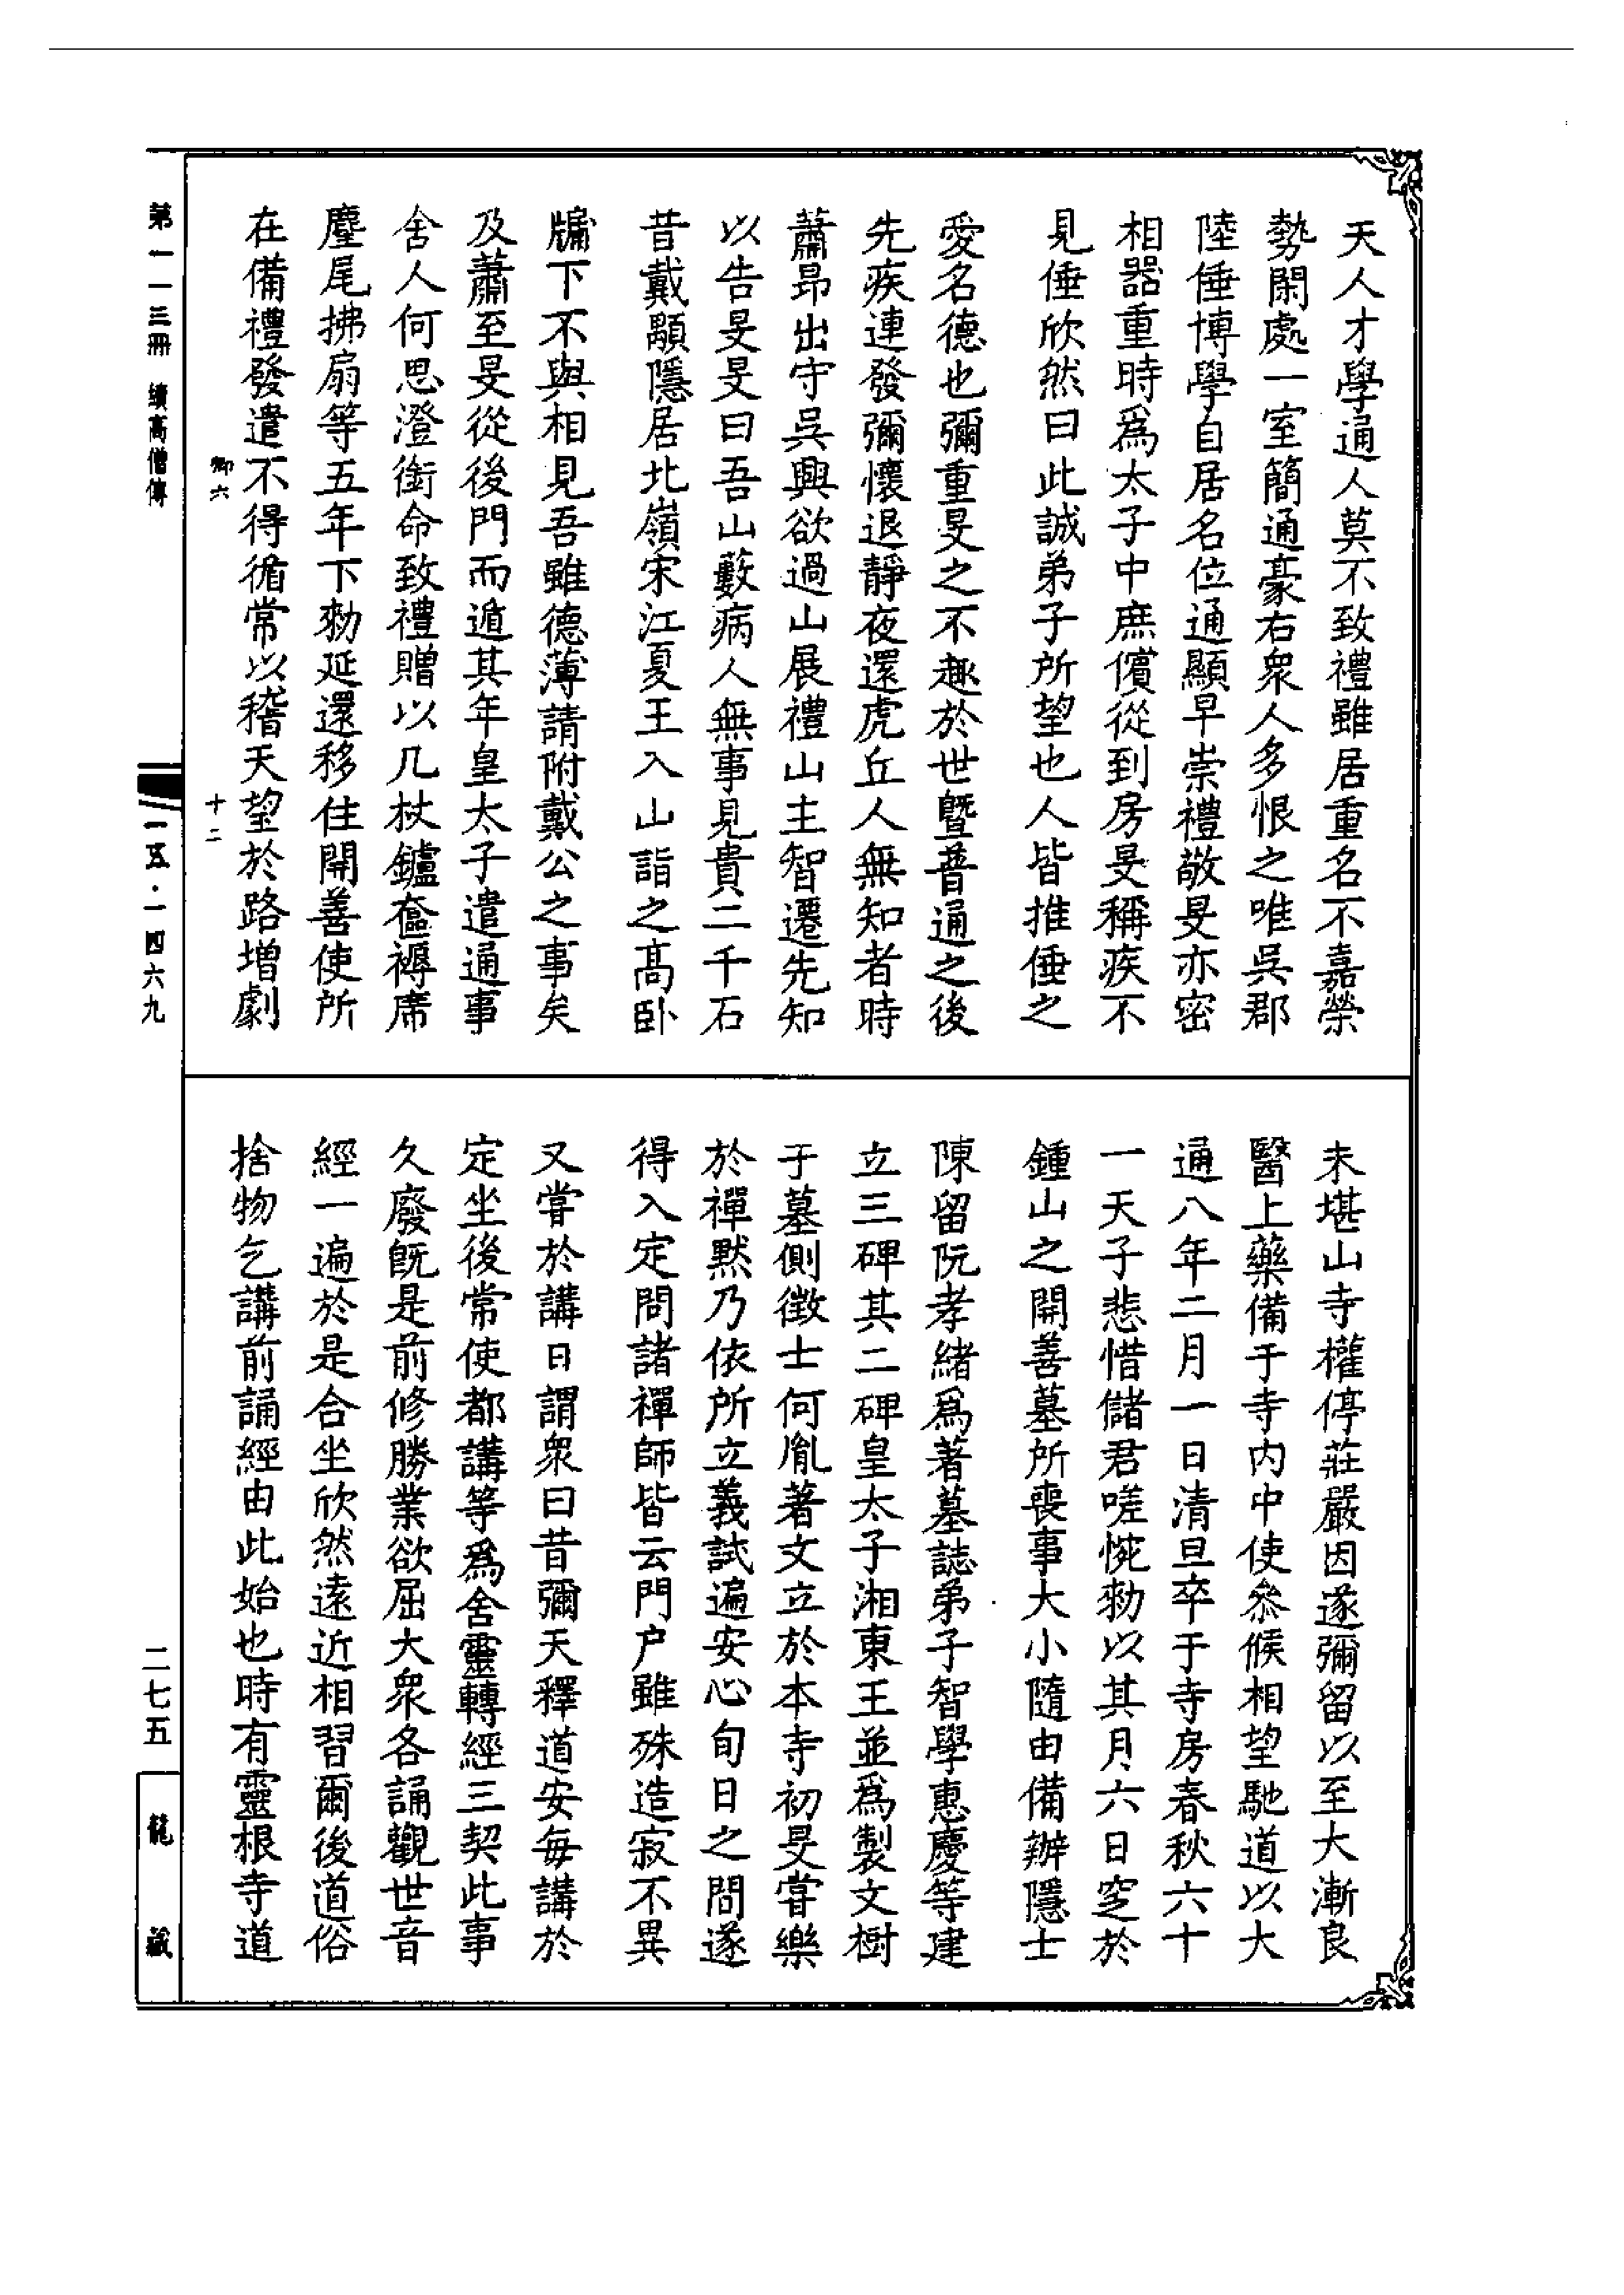 天人才學通人莫不致禮雖居重名不嘉榮
勢閑處一室簡通豪右衆人多恨之唯吳郡
陸倕博學自居名位通顯早崇禮敬旻亦密
相器重時爲太子中庶儐從到房旻稱疾不
見倕欣然曰此誠弟子所望也人皆推倕之
愛名德也彌重旻之不趣於世曁普通之後
先疾連發彌懷退靜夜還虎丘人無知者時
蕭昂出守吳興欲過山展禮山主智遷先知
以告旻旻曰吾山藪病人無事見貴二千石
昔戴顒隱居北嶺宋江夏王入山詣之高卧
牖下不與相見吾雖德薄請附戴公之事矣
及蕭至旻從後門而遁其年皇太子遣通事
舍人何思澄銜命致禮贈以几杖鑪奩褥席
麈尾拂扇等五年下勑延還移住開善使所
在備禮發遣不得循常以稽天望於路增劇
未堪山寺權停莊嚴因遂彌留以至大漸良
醫上藥備于寺内中使叅候相望馳道以大
通八年二月一日清旦卒于寺房春秋六十
一天子悲惜儲君嗟惋勑以其月六日窆於
鍾山之開善墓所喪事大小隨由備辦隱士
陳留阮孝緒爲著墓誌弟子智學惠慶等建
立三碑其二碑皇太子湘東王並爲製文樹
于墓側徵士何胤著文立於本寺初旻甞樂
於禪黙乃依所立義試遍安心旬日之間遂
得入定問諸禪師皆云門户雖殊造寂不異
又甞於講日謂衆曰昔彌天釋道安每講於
定坐後常使都講等爲舍靈轉經三契此事
久廢旣是前修勝業欲屈大衆各誦觀世音
經一遍於是合坐欣然遠近相習爾後道俗
捨物乞講前誦經由此始也時有靈根寺道
卿六
十二
第一一三冊 續高僧傳
一五·一四六九
二七五
龍藏